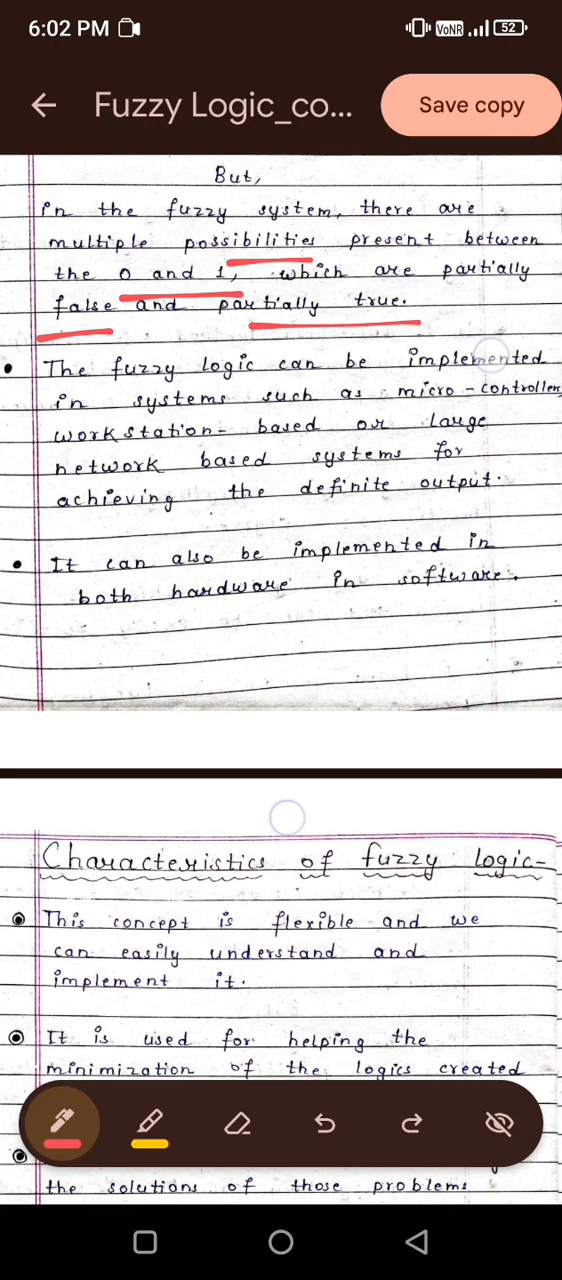 6:02 PM
VoNR
52
Fuzzy Logic_co...
Save copy
But,
in the fuzzy system, there are
multiple possibilities present between
the 0 and 1, which are partially
false and partially true.
The fuzzy logic can be implemented
in systems such as micro-controller,
workstation-based or large
network based systems for
achieving the definite output.
It can also be implemented in
both hardware in software.
Characteristics of fuzzy logic-
This concept is flexible and we
can easily understand and
implement it.
It is used for helping the
minimization of the logics created
the solutions of those problems